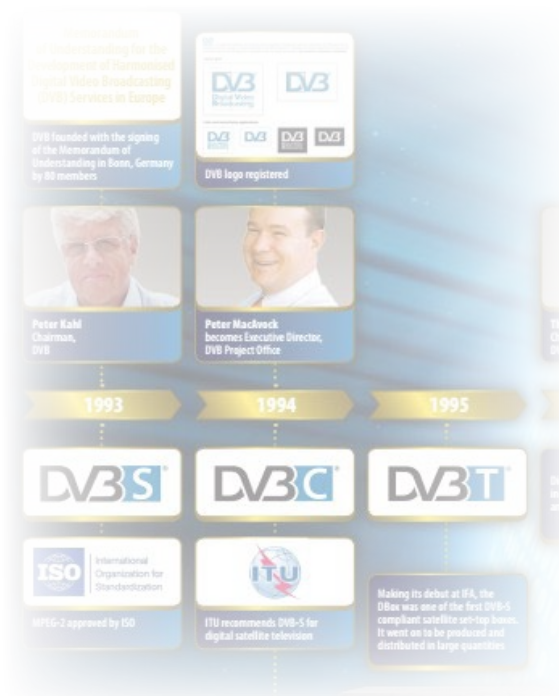 Memorandum
of Understanding for the
Development of Harmonised
Digital Video Broadcasting
(DVB) Services in Europe
DVB founded with the signing
of the Memorandum of
Understanding in Bonn, Germany
by 80 members
DVB
Digital Video
Broadcasting
DVB
DVB
DVB
DVB
DVB
DVB logo registered
Peter Kahl
Chairman,
DVB
Peter MacAvock
becomes Executive Director,
DVB Project Office
1993
1994
1995
DVB S
DVB C
DVB T
ISO
International
Organization for
Standardization
MPEG-2 approved by ISO
ITU
ITU recommends DVB-S for
digital satellite television
Making its debut at IFA, the
DBox was one of the first DVB-S
compliant satellite set-top boxes.
It went on to be produced and
distributed in large quantities